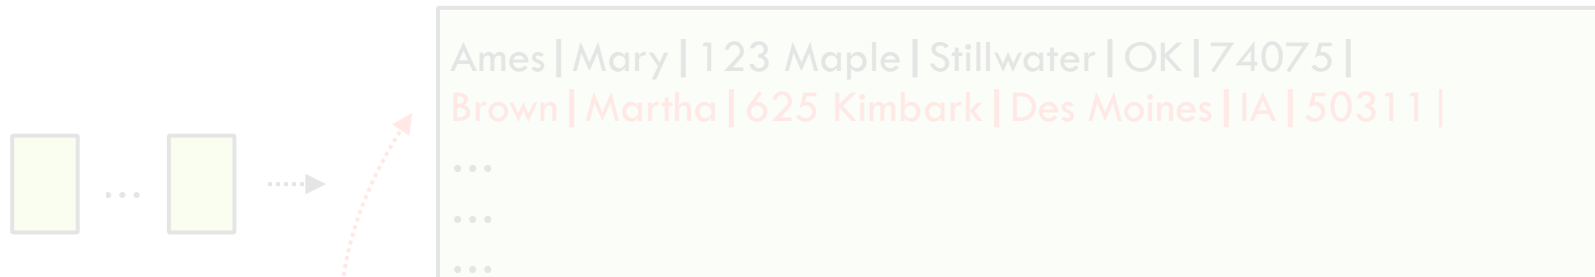 Ames|Mary|123 Maple|Stillwater|OK|74075|
Brown|Martha|625 Kimbark|Des Moines|IA|50311|
...
...
...
...